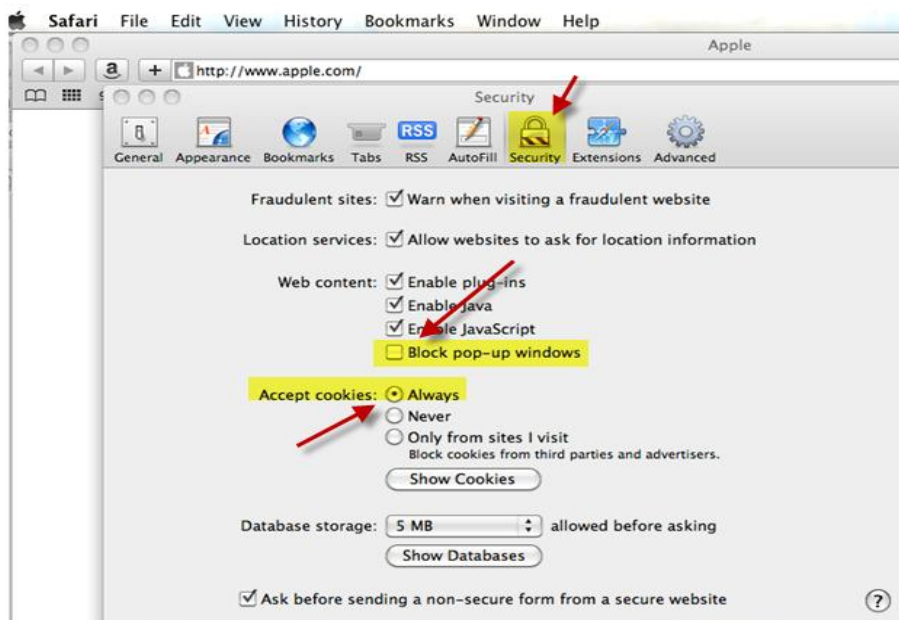 Safari File Edit View History Bookmarks Window Help
Apple
a + http://www.apple.com/
Security
RSS
General Appearance Bookmarks Tabs RSS AutoFill Security Extensions Advanced
Fraudulent sites: Warn when visiting a fraudulent website
Location services: Allow websites to ask for location information
Web content: Enable plug-ins
Enable Java
Enable JavaScript
Block pop-up windows
Accept cookies: Always
Never
Only from sites I visit
Block cookies from third parties and advertisers.
Show Cookies
Database storage: 5 MB allowed before asking
Show Databases
Ask before sending a non-secure form from a secure website ?